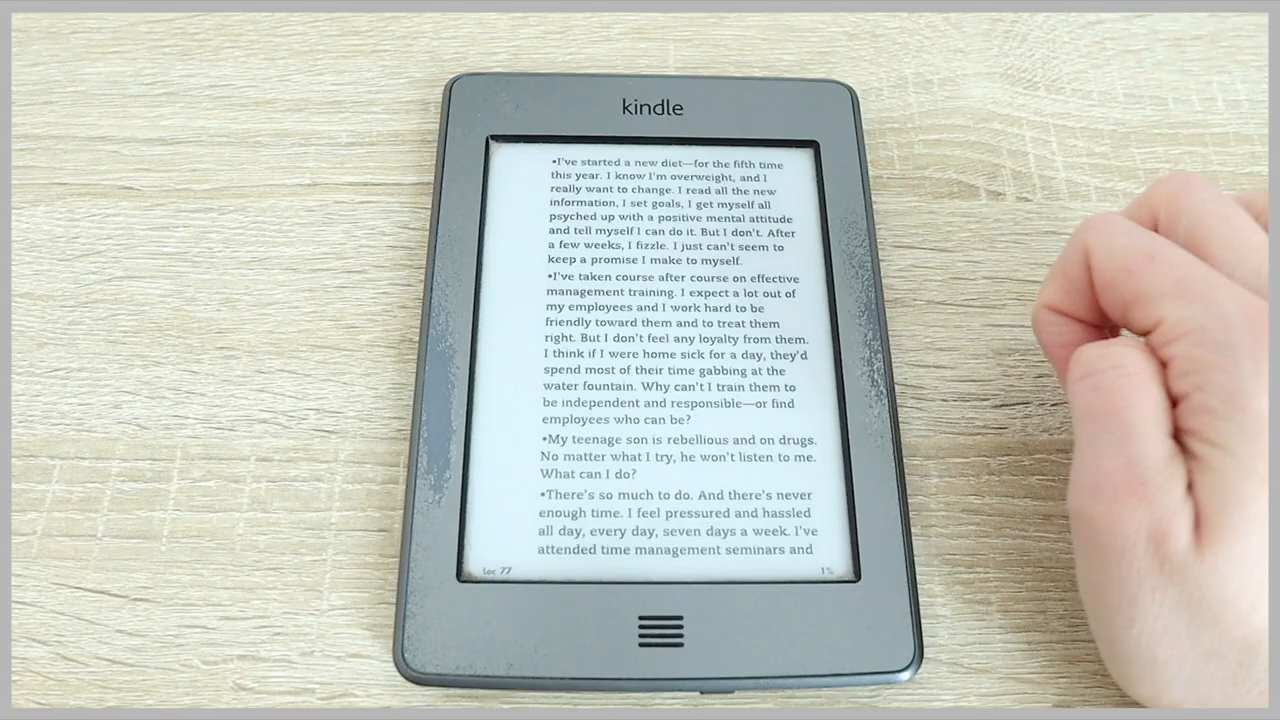 kindle
•I've started a new diet—for the fifth time
this year. I know I'm overweight, and I
really want to change. I read all the new
information, I set goals, I get myself all
psyched up with a positive mental attitude
and tell myself I can do it. But I don't. After
a few weeks, I fizzle. I just can't seem to
keep a promise I make to myself.
•I've taken course after course on effective
management training. I expect a lot out of
my employees and I work hard to be
friendly toward them and to treat them
right. But I don't feel any loyalty from them.
I think if I were home sick for a day, they'd
spend most of their time gabbing at the
water fountain. Why can't I train them to
be independent and responsible—or find
employees who can be?
•My teenage son is rebellious and on drugs.
No matter what I try, he won't listen to me.
What can I do?
•There's so much to do. And there's never
enough time. I feel pressured and hassled
all day, every day, seven days a week. I've
attended time management seminars and
Loc 77 1%